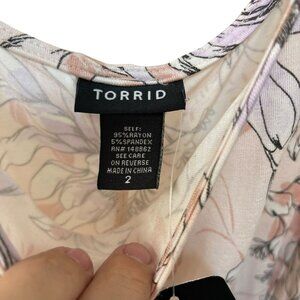 TORRID
SELF:
95% RAYON
5% SPANDEX
RN# 148862
SEE CARE
ON REVERSE
MADE IN CHINA
2